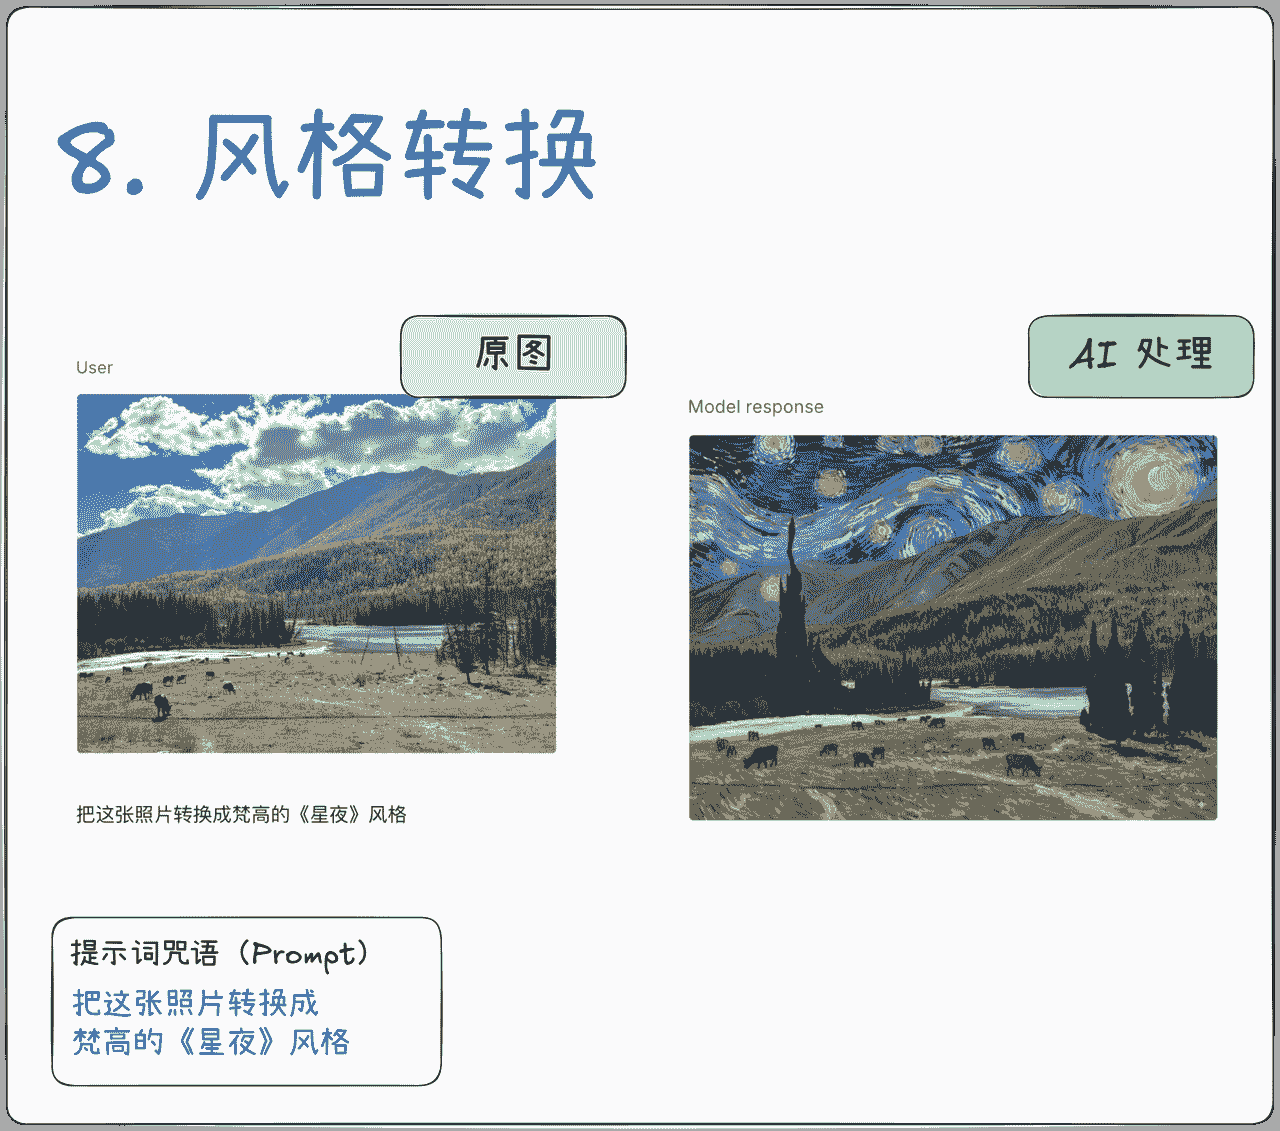 8. 风格转换
原图
AI 处理
User
Model response
把这张照片转换成梵高的《星夜》风格
提示词咒语（Prompt）
把这张照片转换成
梵高的《星夜》风格